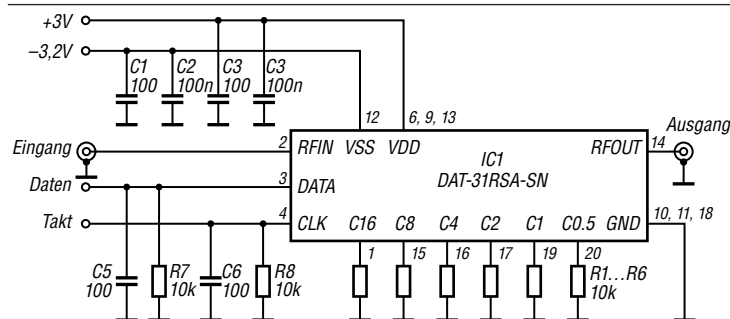 +3V
–3,2V
C1 100
C2 100n
C3 100
C3 100n
12
6, 9, 13
Eingang
2
RFIN
VSS
VDD
IC1
DAT-31RSA-SN
RFOUT
14
Ausgang
Daten
3
DATA
Takt
4
CLK
C16
C8
C4
C2
C1
C0.5
GND
10, 11, 18
1
15
16
17
19
20
C5 100
R7 10k
C6 100
R8 10k
R1...R6 10k